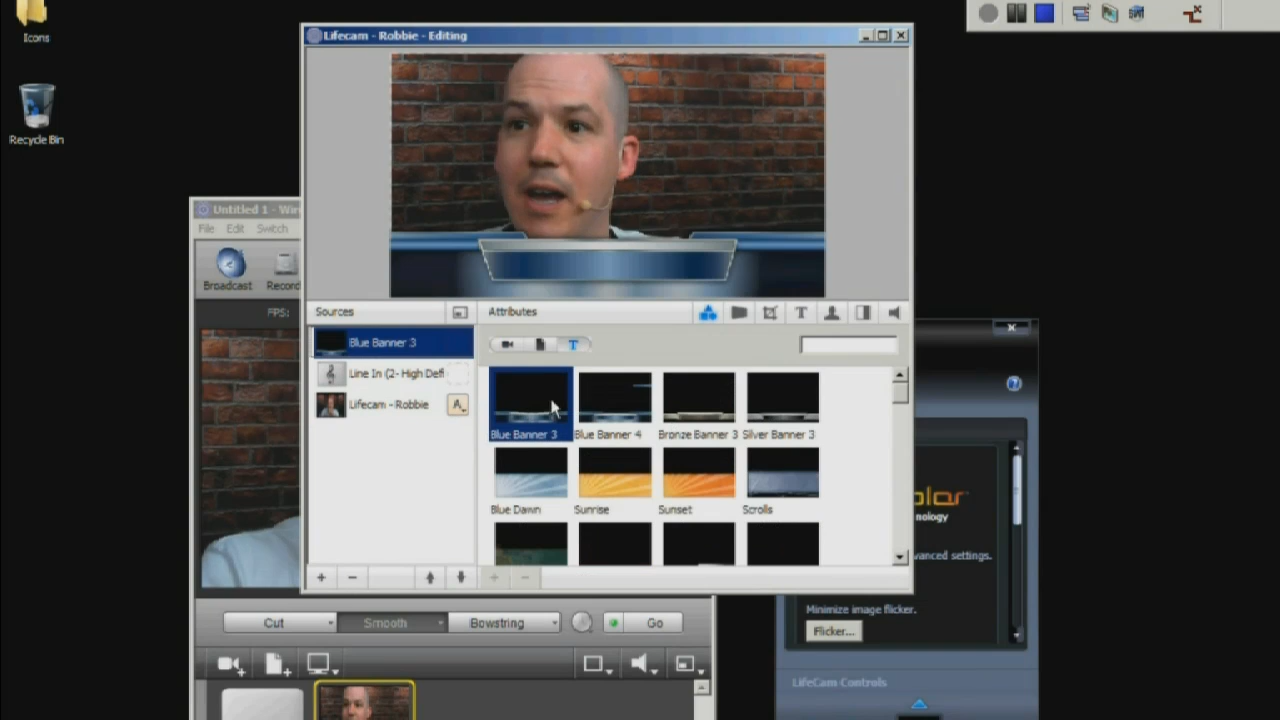 Icons
Recycle Bin
Lifecam - Robbie - Editing
Untitled 1 - Wir
File Edit Switch
Broadcast Record
FPS:
Sources
Attributes
Blue Banner 3
Line In (2- High Defi
Lifecam - Robbie
A
T
T
Blue Banner 3
Blue Banner 4
Bronze Banner 3
Silver Banner 3
Blue Dawn
Sunrise
Sunset
Scrolls
Cut
Smooth
Bowstring
Go
olor
nology
vanced settings.
Minimize image flicker.
Flicker...
LifeCam Controls